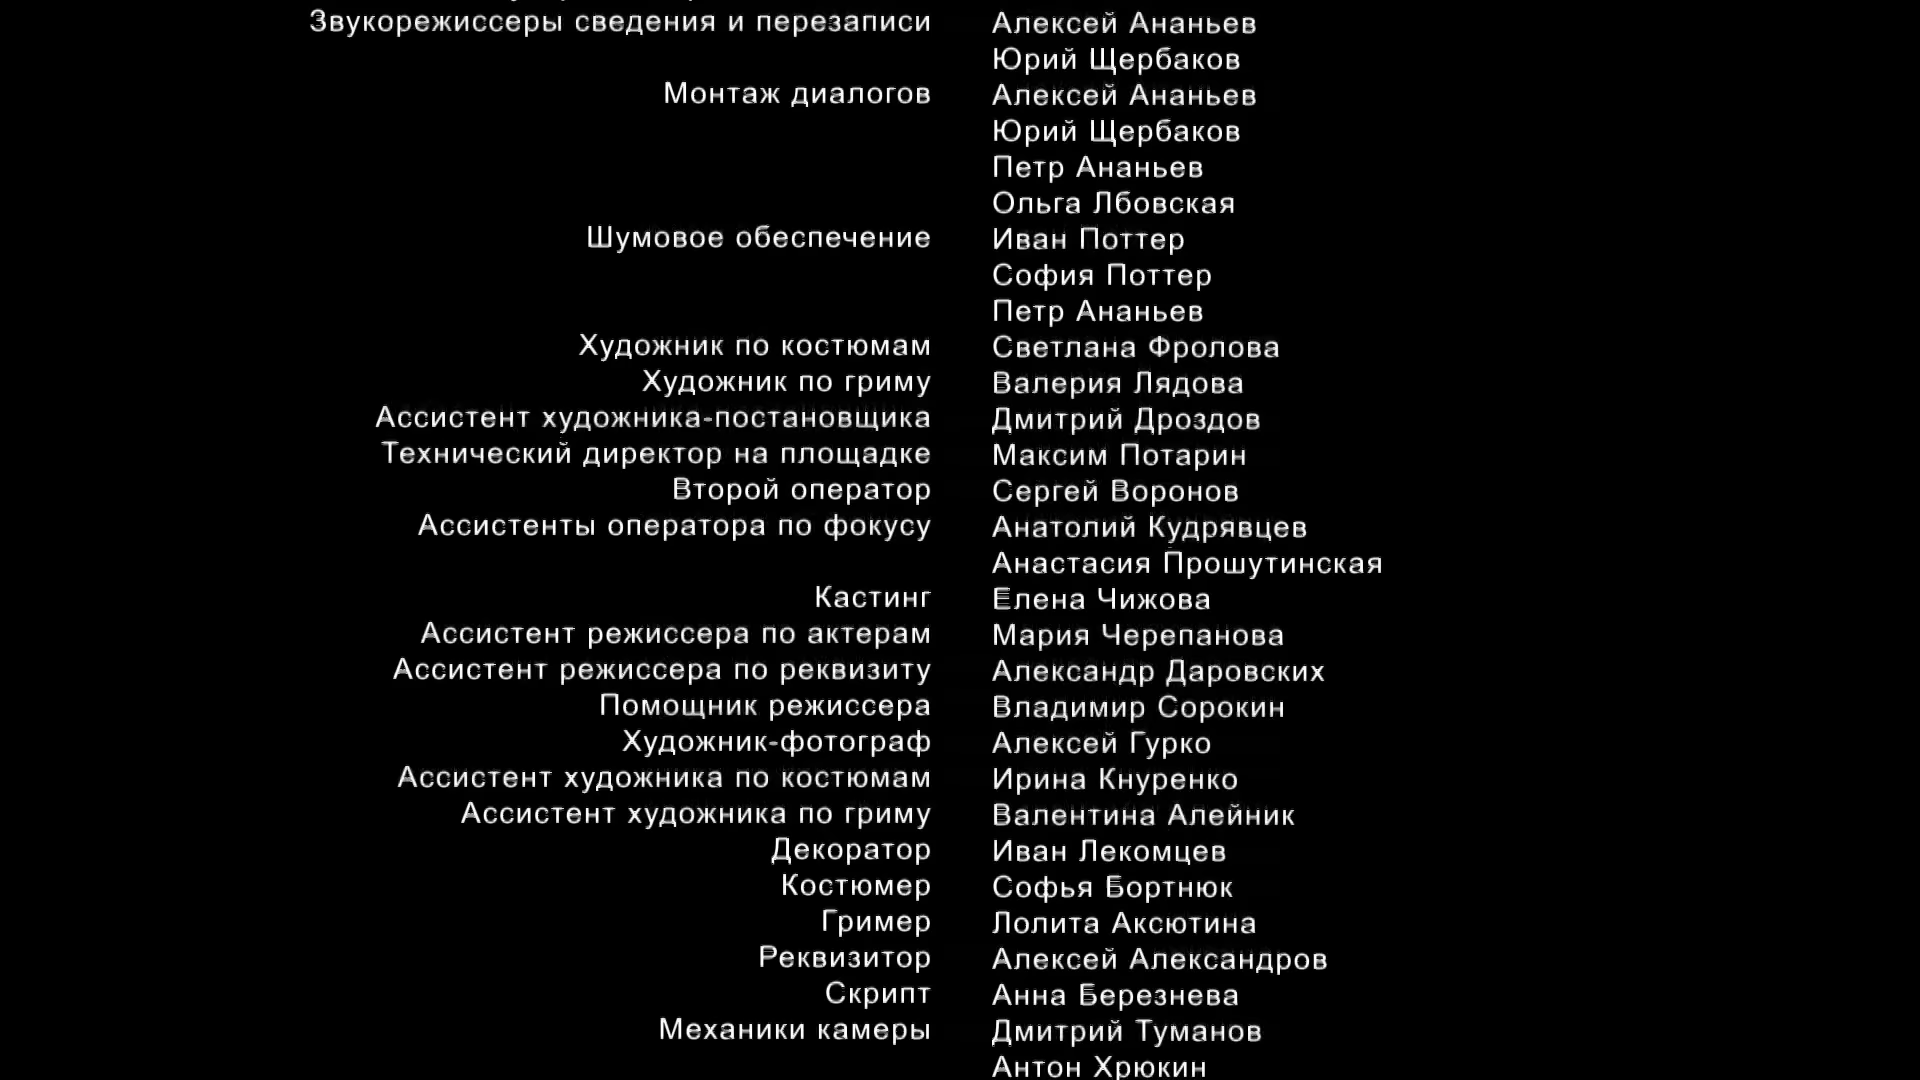 Звукорежиссеры сведения и перезаписи Алексей Ананьев
Юрий Щербаков
Монтаж диалогов Алексей Ананьев
Юрий Щербаков
Петр Ананьев
Ольга Лбовская
Шумовое обеспечение Иван Поттер
София Поттер
Петр Ананьев
Художник по костюмам Светлана Фролова
Художник по гриму Валерия Лядова
Ассистент художника-постановщика Дмитрий Дроздов
Технический директор на площадке Максим Потарин
Второй оператор Сергей Воронов
Ассистенты оператора по фокусу Анатолий Кудрявцев
Анастасия Прошутинская
Кастинг Елена Чижова
Ассистент режиссера по актерам Мария Черепанова
Ассистент режиссера по реквизиту Александр Даровских
Помощник режиссера Владимир Сорокин
Художник-фотограф Алексей Гурко
Ассистент художника по костюмам Ирина Кнуренко
Ассистент художника по гриму Валентина Алейник
Декоратор Иван Лекомцев
Костюмер Софья Бортнюк
Гример Лолита Аксютина
Реквизитор Алексей Александров
Скрипт Анна Березнева
Механики камеры Дмитрий Туманов
Антон Хрюкин